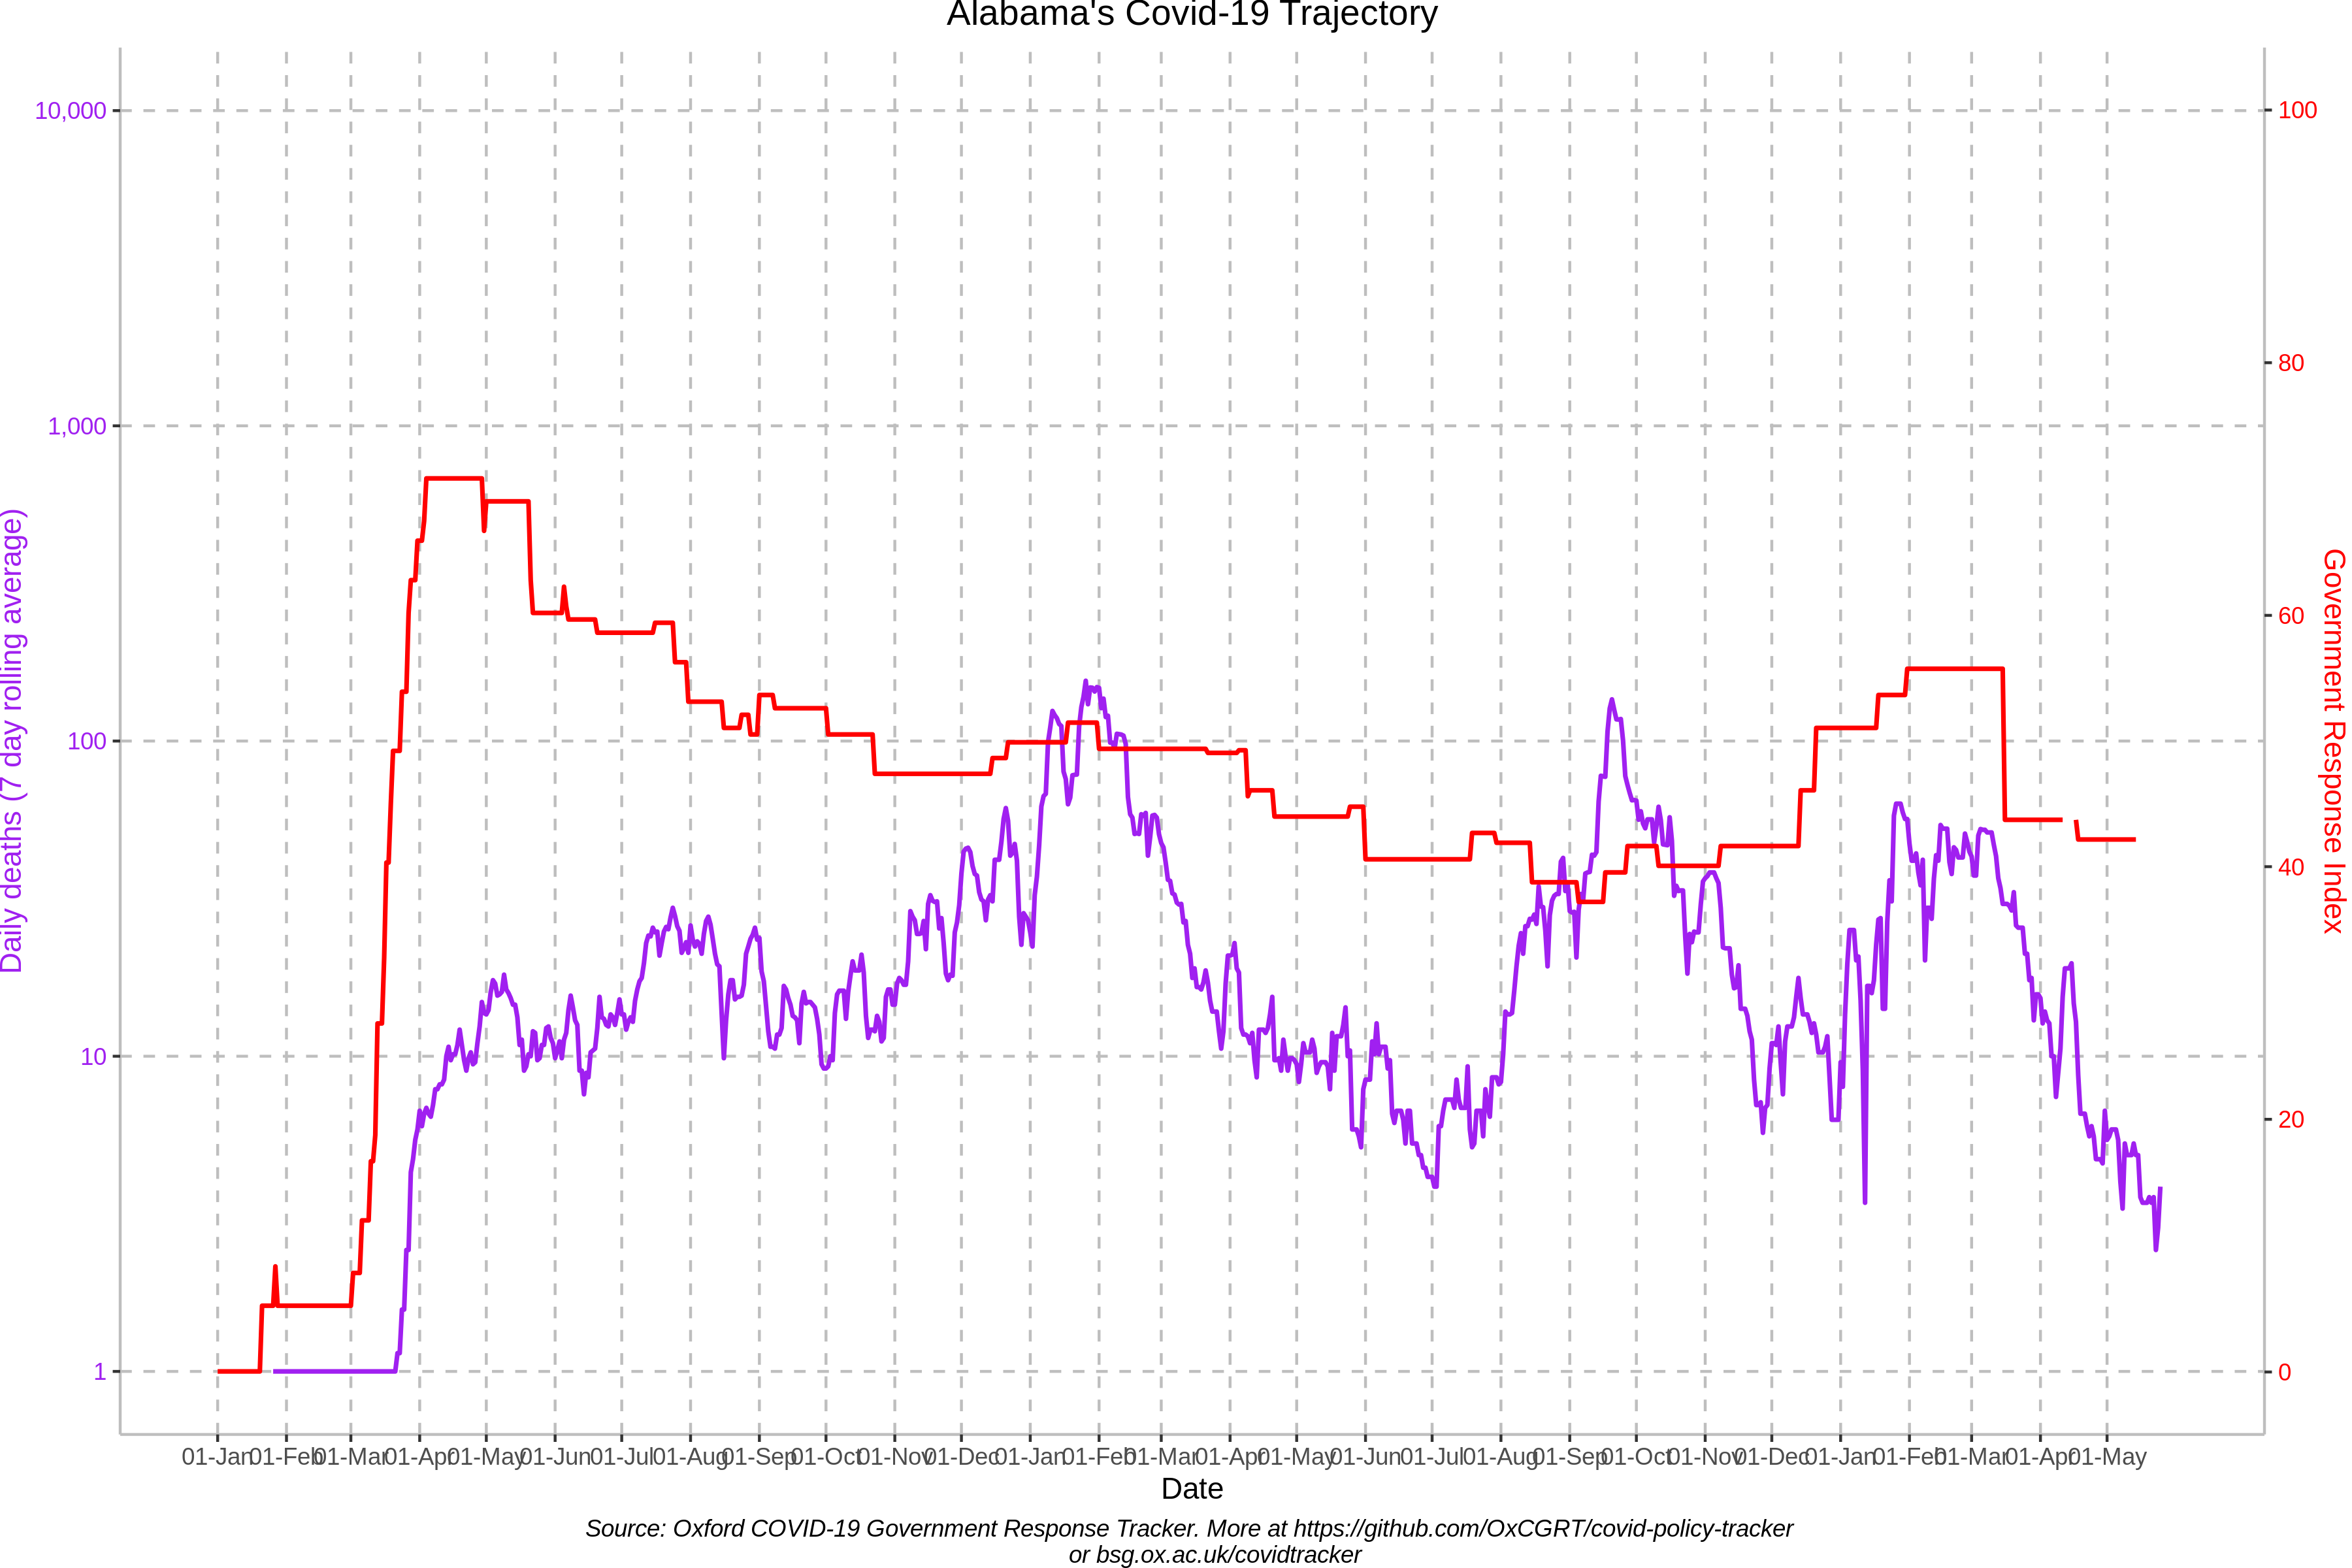 Alabama's Covid-19 Trajectory
10,000
1,000
100
10
1
100
80
60
40
20
0
Daily deaths (7 day rolling average)
Government Response Index
01-Jan 01-Feb 01-Mar 01-Apr 01-May 01-Jun 01-Jul 01-Aug 01-Sep 01-Oct 01-Nov 01-Dec 01-Jan 01-Feb 01-Mar 01-Apr 01-May 01-Jun 01-Jul 01-Aug 01-Sep 01-Oct 01-Nov 01-Dec 01-Jan 01-Feb 01-Mar 01-Apr 01-May
Date
Source: Oxford COVID-19 Government Response Tracker. More at https://github.com/OxCGRT/covid-policy-tracker
or bsg.ox.ac.uk/covidtracker